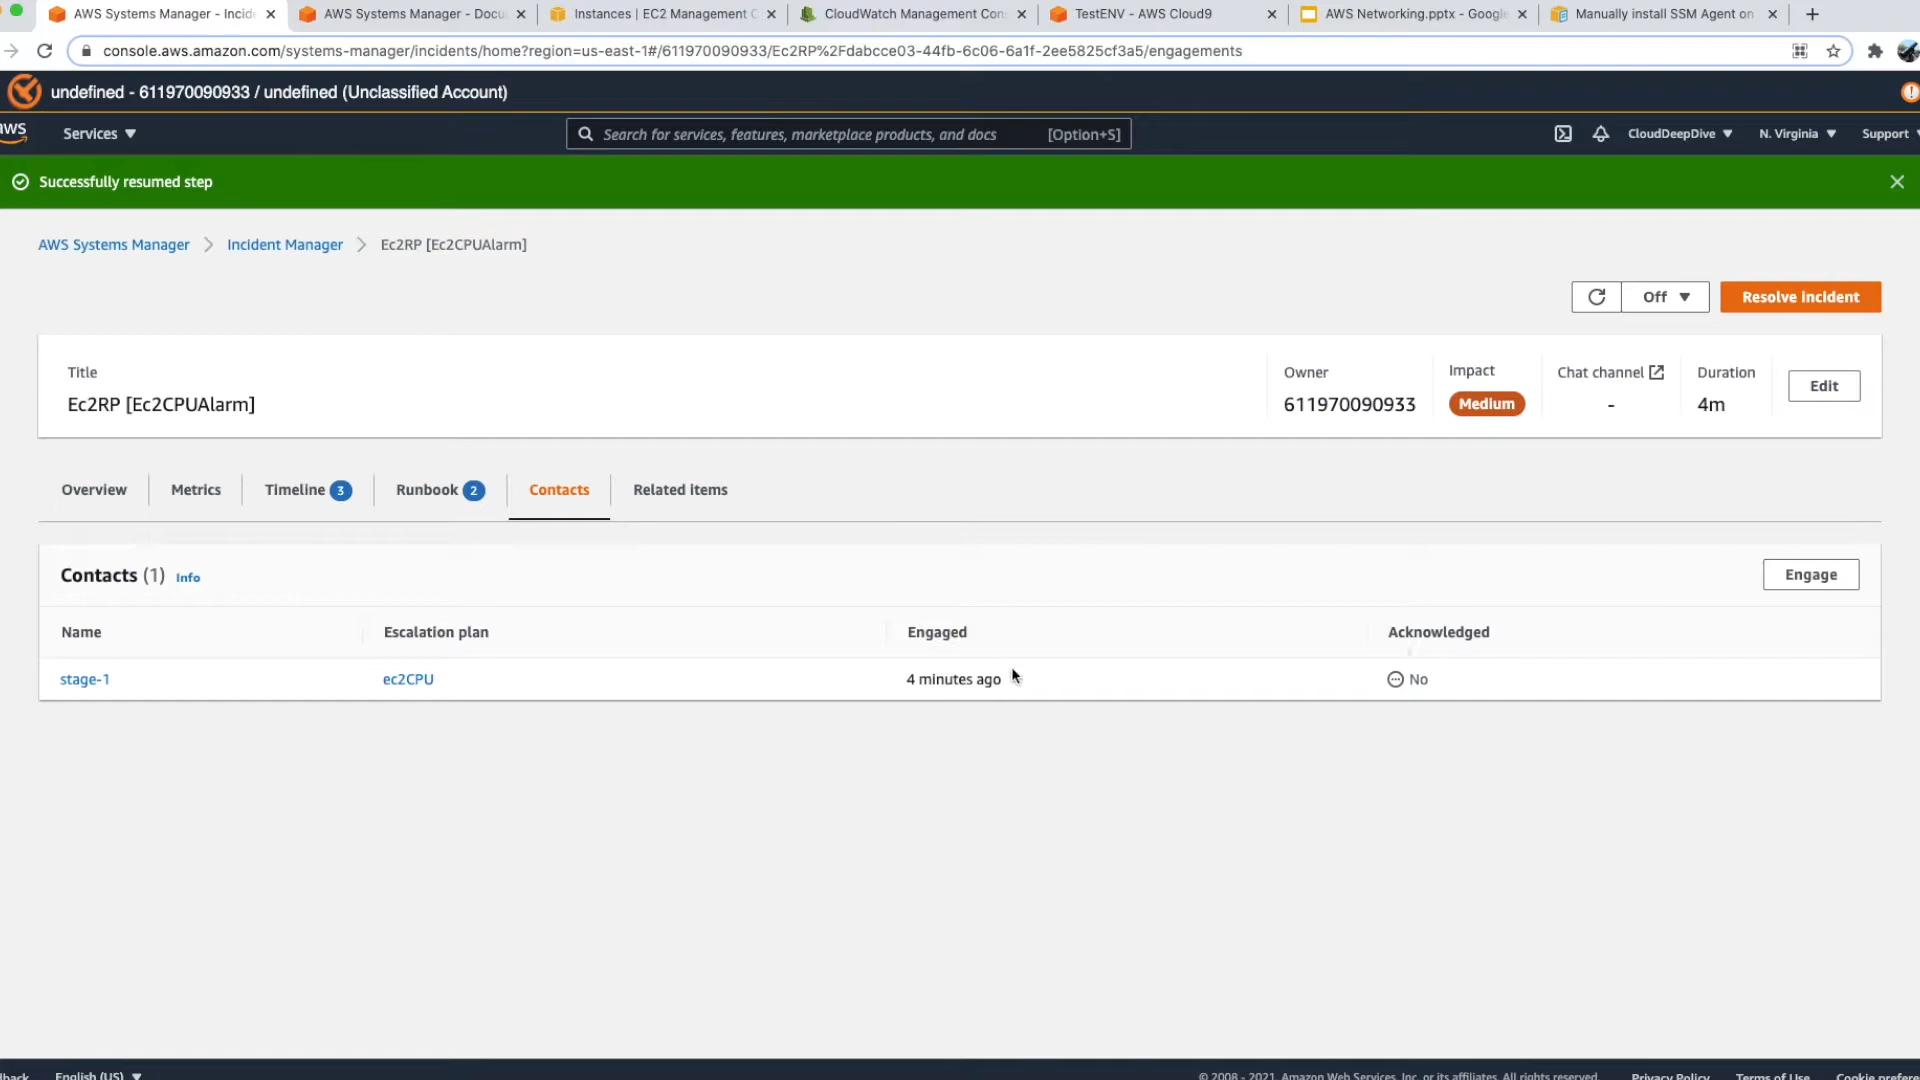 AWS Systems Manager - Incid
AWS Systems Manager - Docu
Instances | EC2 Management C
CloudWatch Management Con
TestENV - AWS Cloud9
AWS Networking.pptx - Google
Manually install SSM Agent on
console.aws.amazon.com/systems-manager/incidents/home?region=us-east-1#/611970090933/Ec2RP%2Fdabcce03-44fb-6c06-6a1f-2ee5825cf3a5/engagements
undefined - 611970090933 / undefined (Unclassified Account)
aws
Services
Search for services, features, marketplace products, and docs [Option+S]
CloudDeepDive
N. Virginia
Support
Successfully resumed step
AWS Systems Manager
Incident Manager
Ec2RP [Ec2CPUAlarm]
Off
Resolve incident
Title
Ec2RP [Ec2CPUAlarm]
Owner
611970090933
Impact
Medium
Chat channel
-
Duration
4m
Edit
Overview
Metrics
Timeline 3
Runbook 2
Contacts
Related items
Contacts (1) Info
Engage
Name Escalation plan Engaged Acknowledged
stage-1 ec2CPU 4 minutes ago No
dback
English (US)
© 2008 - 2021, Amazon Web Services, Inc. or its affiliates. All rights reserved.
Privacy Policy
Terms of Use
Cookie prefere